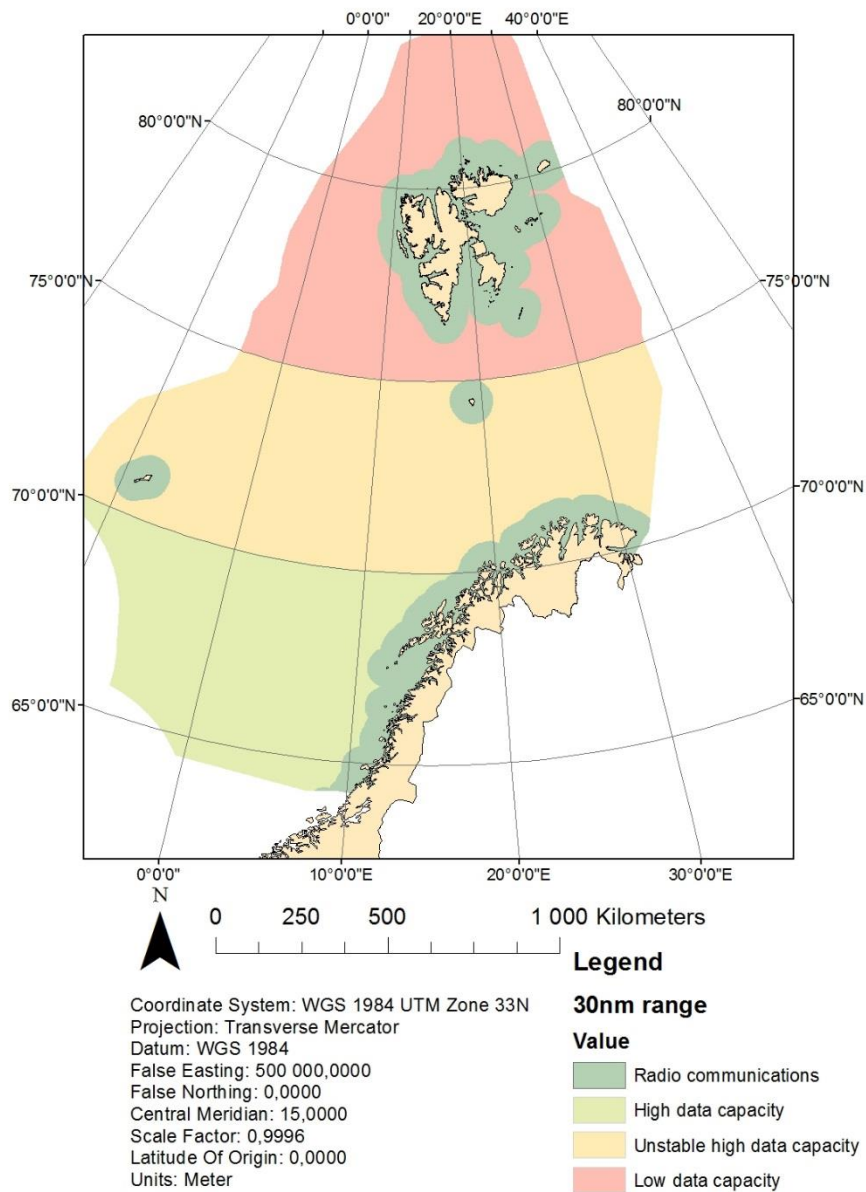 0°0'0" 20°0'0"E 40°0'0"E
80°0'0"N 80°0'0"N
75°0'0"N 75°0'0"N
70°0'0"N 70°0'0"N
65°0'0"N 65°0'0"N
0°0'0" 10°0'0"E 20°0'0"E 30°0'0"E
N
0 250 500 1 000 Kilometers
Coordinate System: WGS 1984 UTM Zone 33N
Projection: Transverse Mercator
Datum: WGS 1984
False Easting: 500 000,0000
False Northing: 0,0000
Central Meridian: 15,0000
Scale Factor: 0,9996
Latitude Of Origin: 0,0000
Units: Meter
Legend
30nm range
Value
Radio communications
High data capacity
Unstable high data capacity
Low data capacity